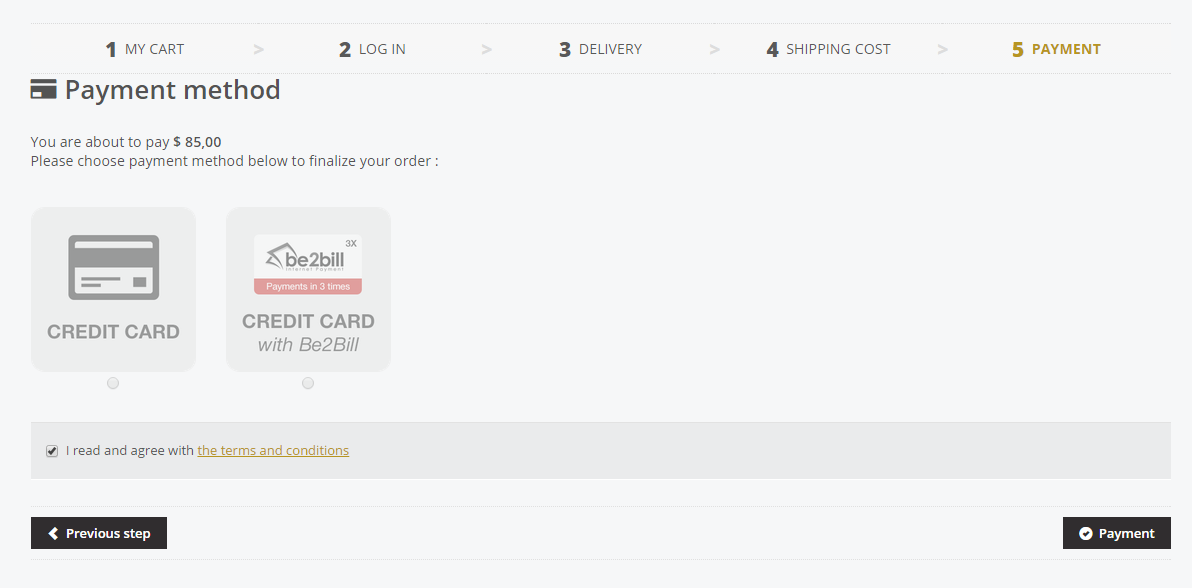 1 MY CART > 2 LOG IN > 3 DELIVERY > 4 SHIPPING COST > 5 PAYMENT
Payment method
You are about to pay $ 85,00
Please choose payment method below to finalize your order :
CREDIT CARD
3X
be2bill
Internet Payment
Payments in 3 times
CREDIT CARD
with Be2Bill
I read and agree with the terms and conditions
Previous step
Payment